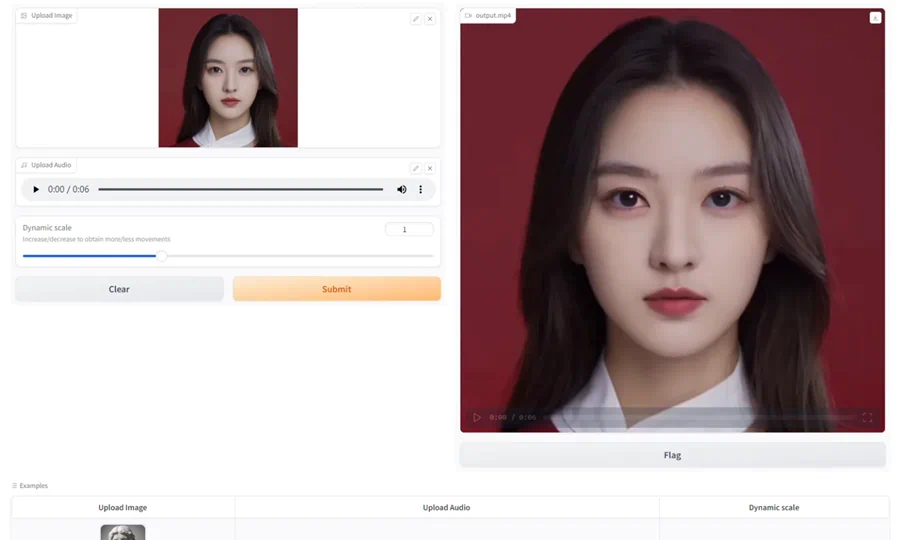 Upload Image
output.mp4
Upload Audio
0:00 / 0:06
Dynamic scale
1
Increase/decrease to obtain more/less movements
Clear
Submit
0:00 / 0:06
Flag
Examples
Upload Image
Upload Audio
Dynamic scale